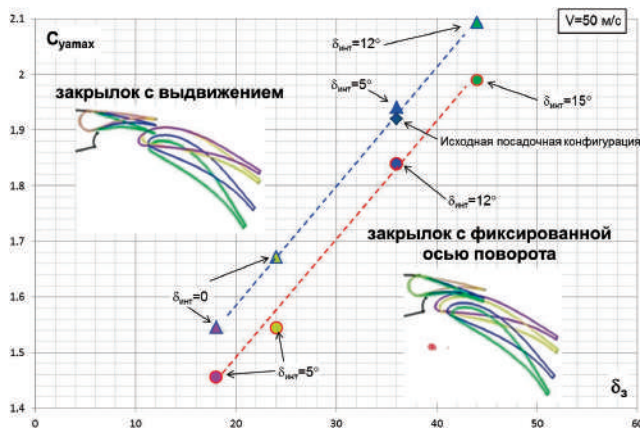 2.1
2
1.9
1.8
1.7
1.6
1.5
1.4
0
10
20
30
40
50
60
Cyamax
V=50 м/с
δинт=12°
δинт=5°
закрылок с выдвижением
δинт=15°
Исходная посадочная конфигурация
δинт=12°
закрылок с фиксированной
осью поворота
δинт=0
δинт=5°
δз